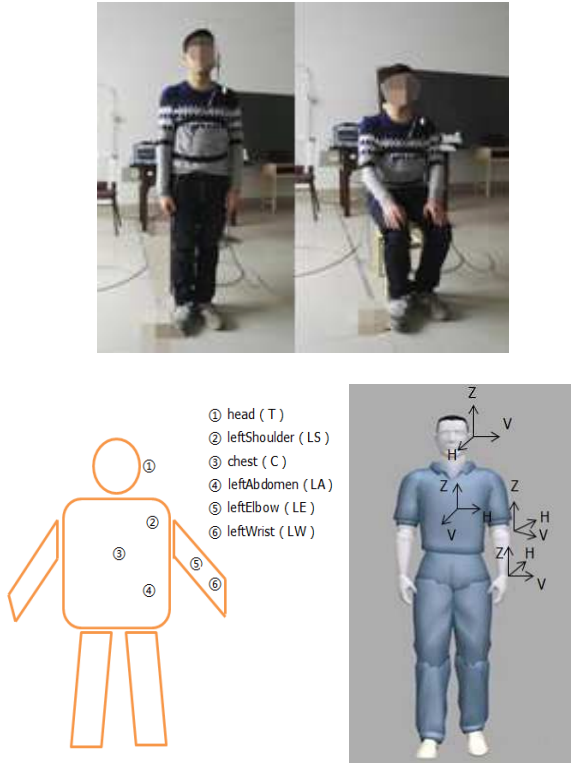 ① head ( T )
② leftShoulder ( LS )
③ chest ( C )
④ leftAbdomen ( LA )
⑤ leftElbow ( LE )
⑥ leftWrist ( LW )
①
②
③
④
⑤
⑥
Z
V
H
Z
H
V
Z
H
V
Z
H
V